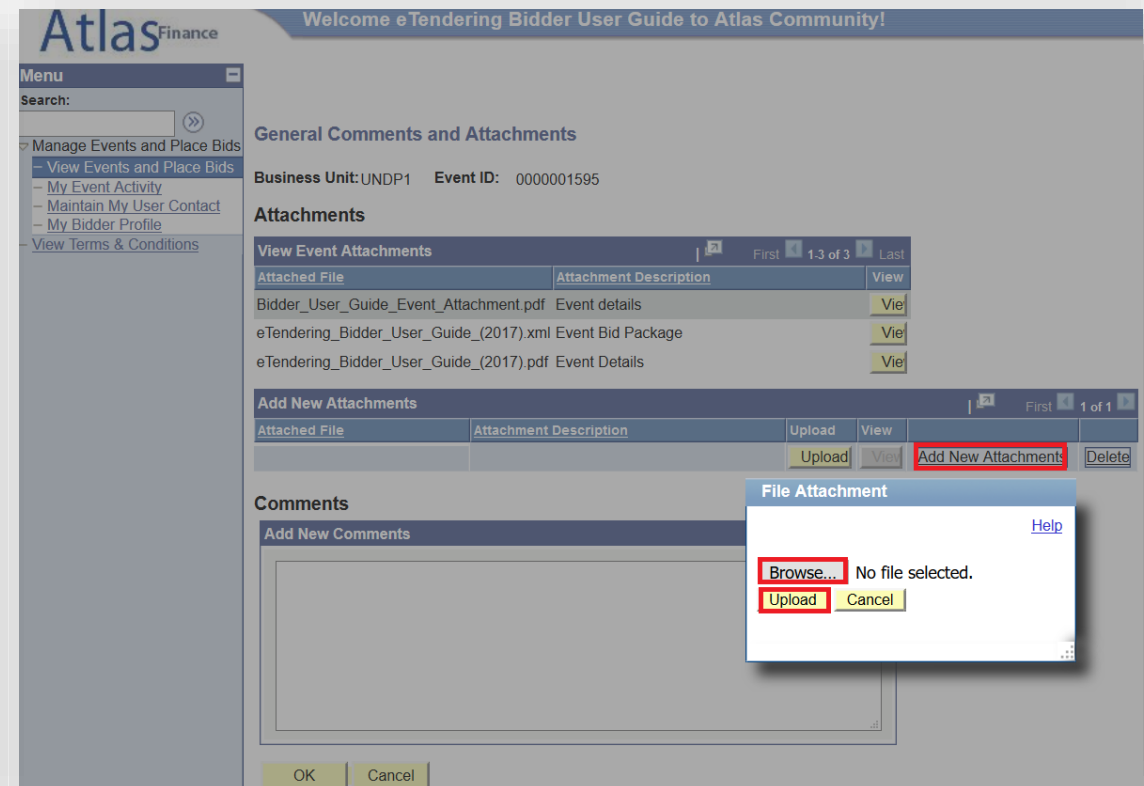 AtlasFinance
Welcome eTendering Bidder User Guide to Atlas Community!
Menu
Search:
Manage Events and Place Bids
– View Events and Place Bids
– My Event Activity
– Maintain My User Contact
– My Bidder Profile
– View Terms & Conditions
General Comments and Attachments
Business Unit: UNDP1 Event ID: 0000001595
Attachments
View Event Attachments | First 1-3 of 3 Last
Attached File Attachment Description View
Bidder_User_Guide_Event_Attachment.pdf Event details Vie
eTendering_Bidder_User_Guide_(2017).xml Event Bid Package Vie
eTendering_Bidder_User_Guide_(2017).pdf Event Details Vie
Add New Attachments | First 1 of 1
Attached File Attachment Description Upload View
Upload View Add New Attachments Delete
Comments
Add New Comments
File Attachment
Help
Browse... No file selected.
Upload Cancel
OK Cancel